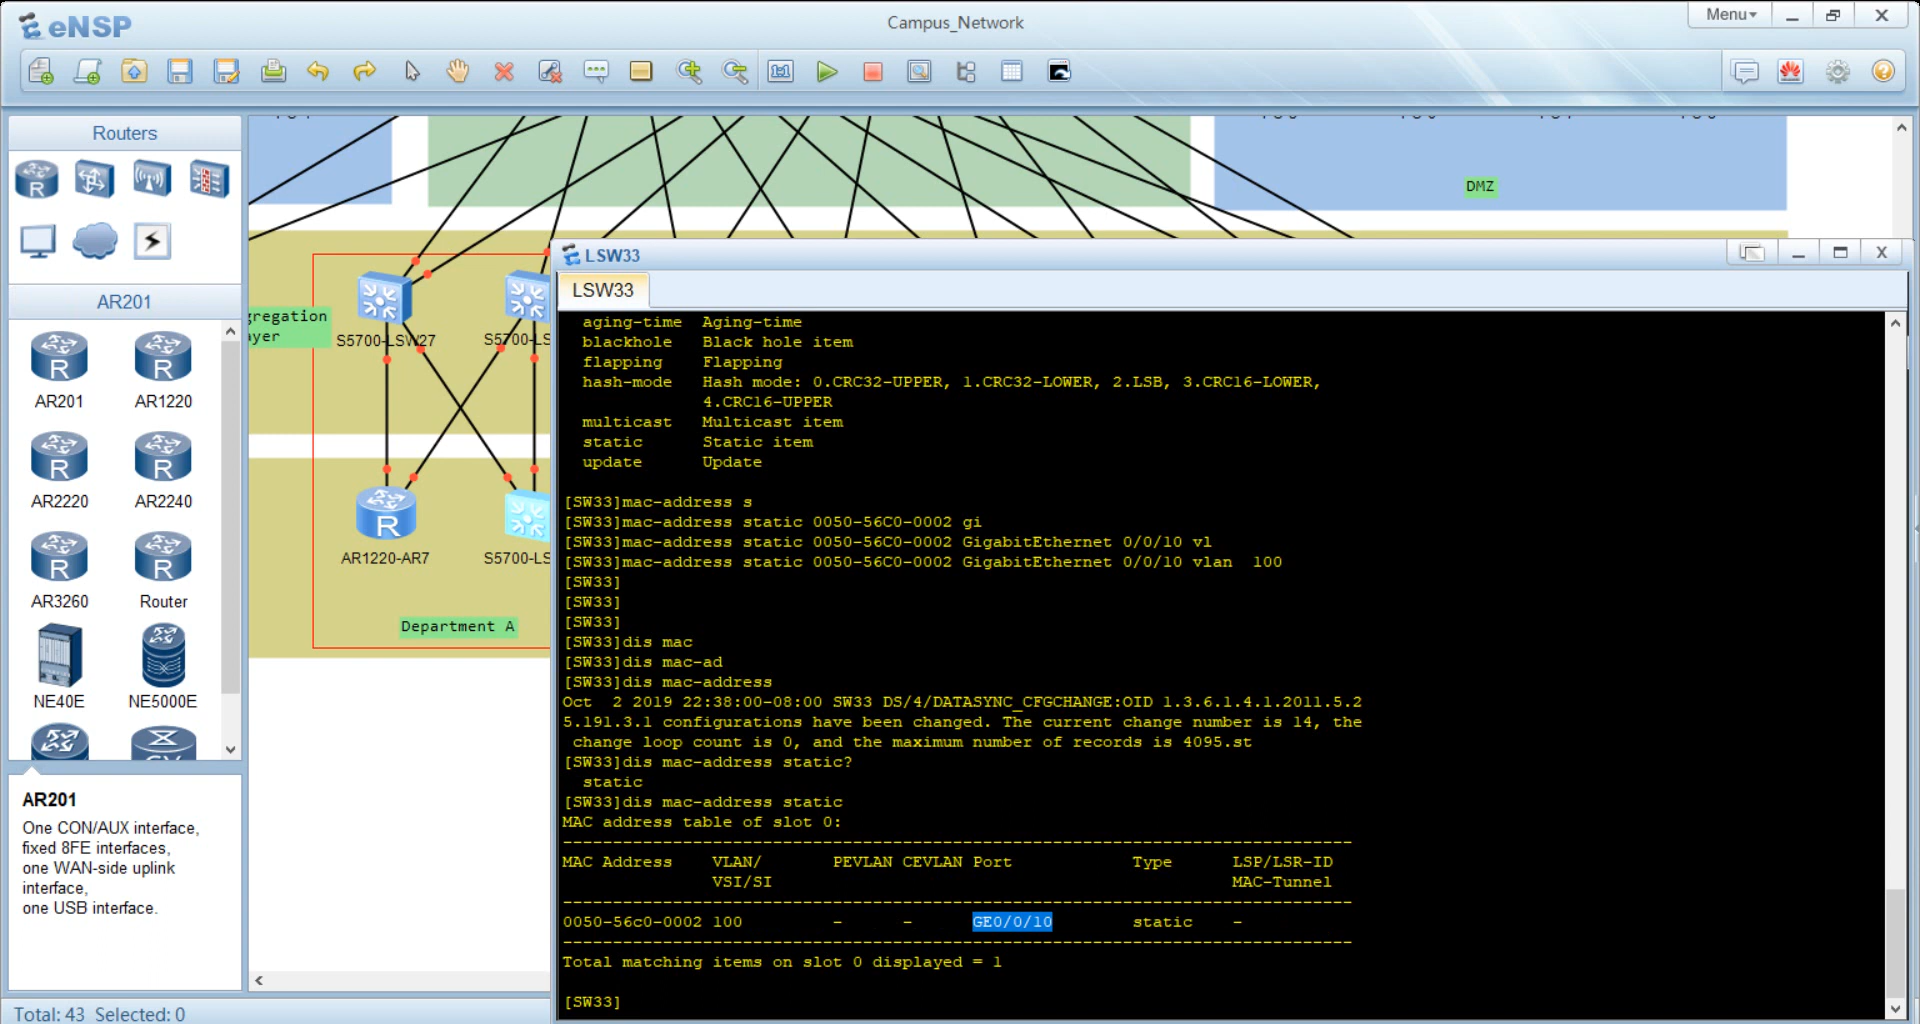 eNSP
Campus_Network
Menu
Routers
AR201
AR201
AR1220
AR2220
AR2240
AR3260
Router
NE40E
NE5000E
AR201
One CON/AUX interface,
fixed 8FE interfaces,
one WAN-side uplink
interface,
one USB interface.
Total: 43 Selected: 0
DMZ
S5700-LSW27
AR1220-AR7
Department A
LSW33
LSW33
aging-time Aging-time
blackhole Black hole item
flapping Flapping
hash-mode Hash mode: 0.CRC32-UPPER, 1.CRC32-LOWER, 2.LSB, 3.CRC16-LOWER,
4.CRC16-UPPER
multicast Multicast item
static Static item
update Update
[SW33]mac-address s
[SW33]mac-address static 0050-56C0-0002 gi
[SW33]mac-address static 0050-56C0-0002 GigabitEthernet 0/0/10 vl
[SW33]mac-address static 0050-56C0-0002 GigabitEthernet 0/0/10 vlan  100
[SW33]
[SW33]
[SW33]
[SW33]dis mac
[SW33]dis mac-ad
[SW33]dis mac-address
Oct  2 2019 22:38:00-08:00 SW33 DS/4/DATASYNC_CFGCHANGE:OID 1.3.6.1.4.1.2011.5.2
5.191.3.1 configurations have been changed. The current change number is 14, the
change loop count is 0, and the maximum number of records is 4095.st
[SW33]dis mac-address static?
static
[SW33]dis mac-address static
MAC address table of slot 0:
-------------------------------------------------------------------------------
MAC Address    VLAN/       PEVLAN CEVLAN Port            Type      LSP/LSR-ID
VSI/SI                                              MAC-Tunnel
-------------------------------------------------------------------------------
0050-56c0-0002 100         -      -      GE0/0/10        static    -
-------------------------------------------------------------------------------
Total matching items on slot 0 displayed = 1
[SW33]